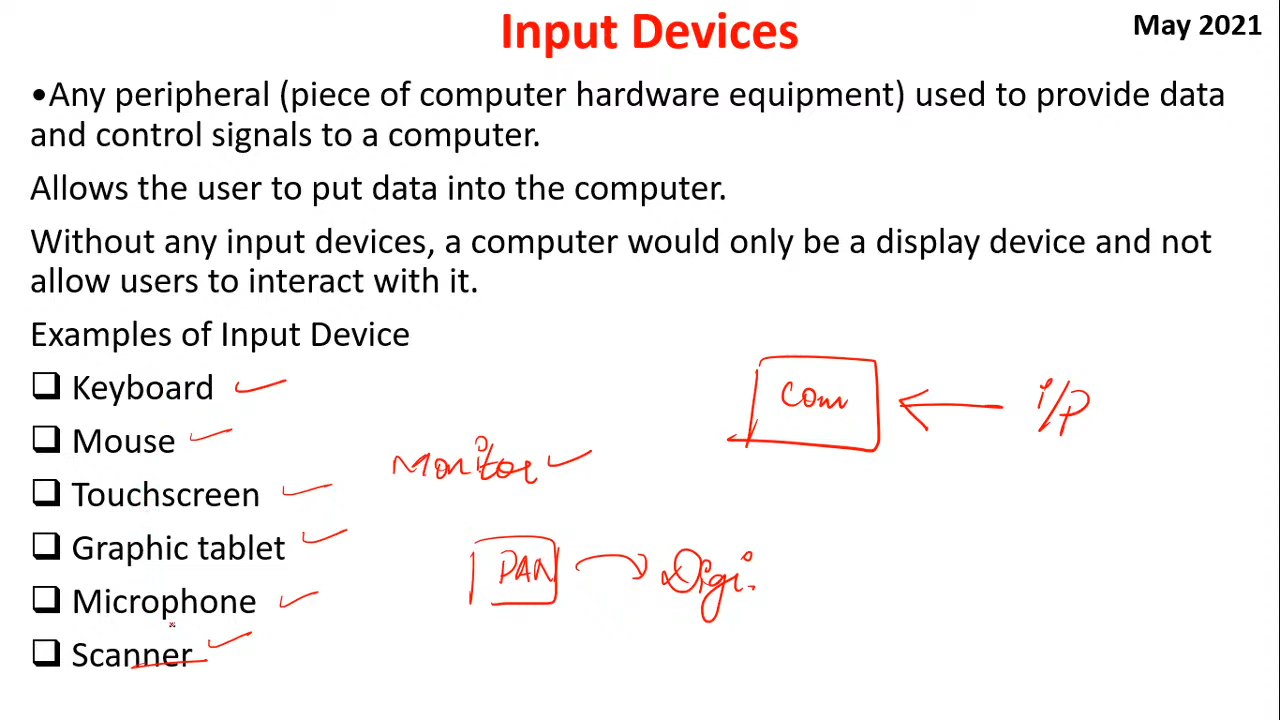 Input Devices
May 2021
•Any peripheral (piece of computer hardware equipment) used to provide data
and control signals to a computer.
Allows the user to put data into the computer.
Without any input devices, a computer would only be a display device and not
allow users to interact with it.
Examples of Input Device
❑ Keyboard
Com
i/P
❑ Mouse
Monitor
❑ Touchscreen
❑ Graphic tablet
PAN
Digi.
❑ Microphone
❑ Scanner